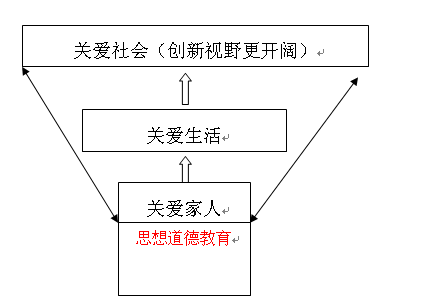 关爱社会（创新视野更开阔）
关爱生活
关爱家人
思想道德教育